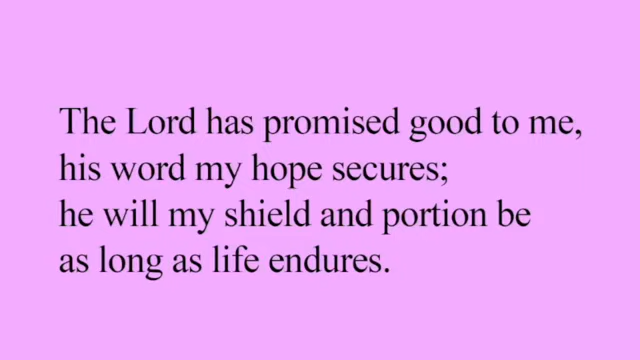 The Lord has promised good to me,
his word my hope secures;
he will my shield and portion be
as long as life endures.